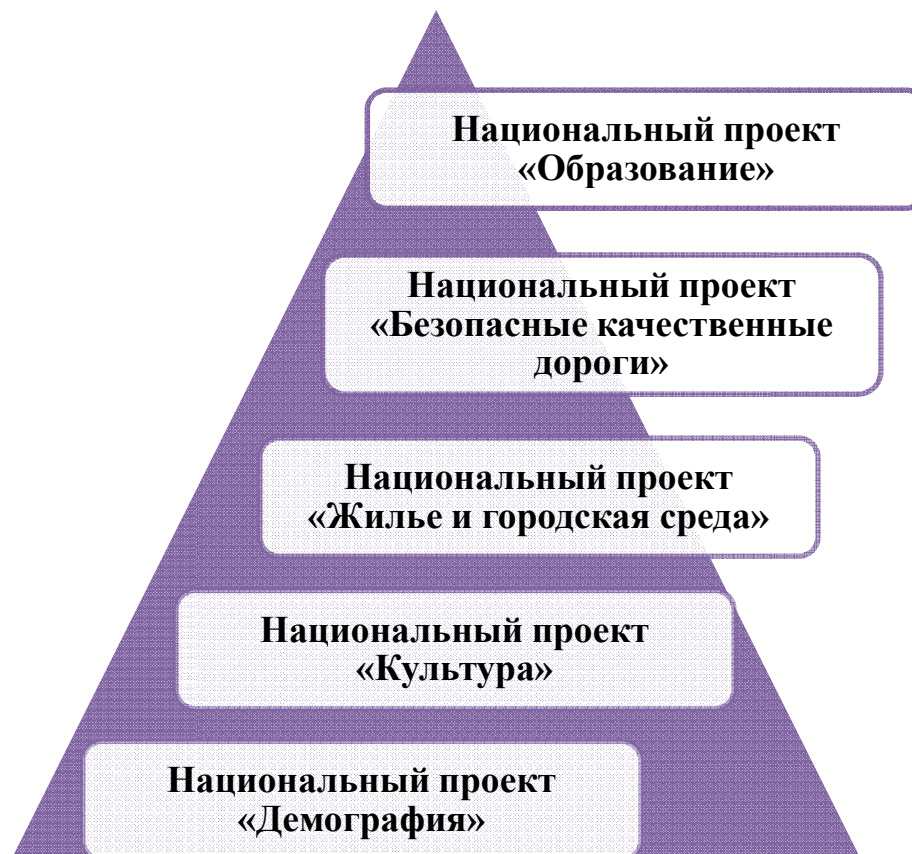 Национальный проект
«Образование»
Национальный проект
«Безопасные качественные
дороги»
Национальный проект
«Жилье и городская среда»
Национальный проект
«Культура»
Национальный проект
«Демография»